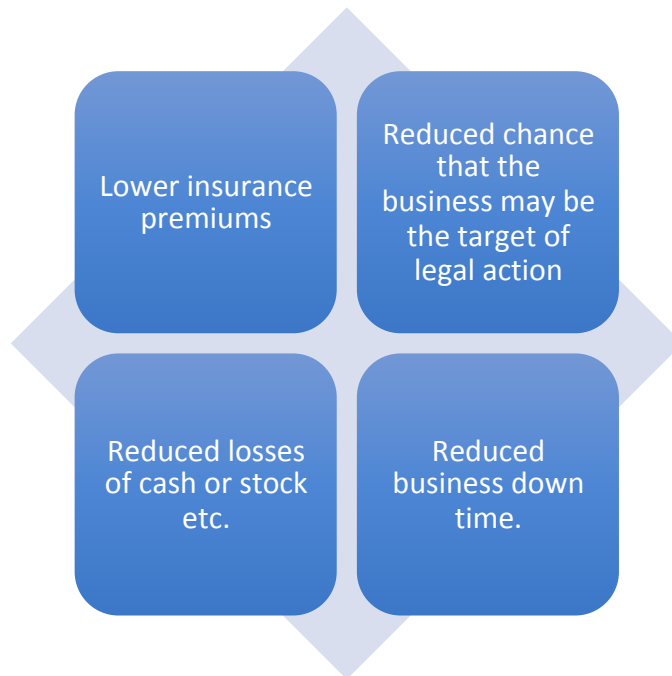 Lower insurance
premiums
Reduced chance
that the
business may be
the target of
legal action
Reduced losses
of cash or stock
etc.
Reduced
business down
time.